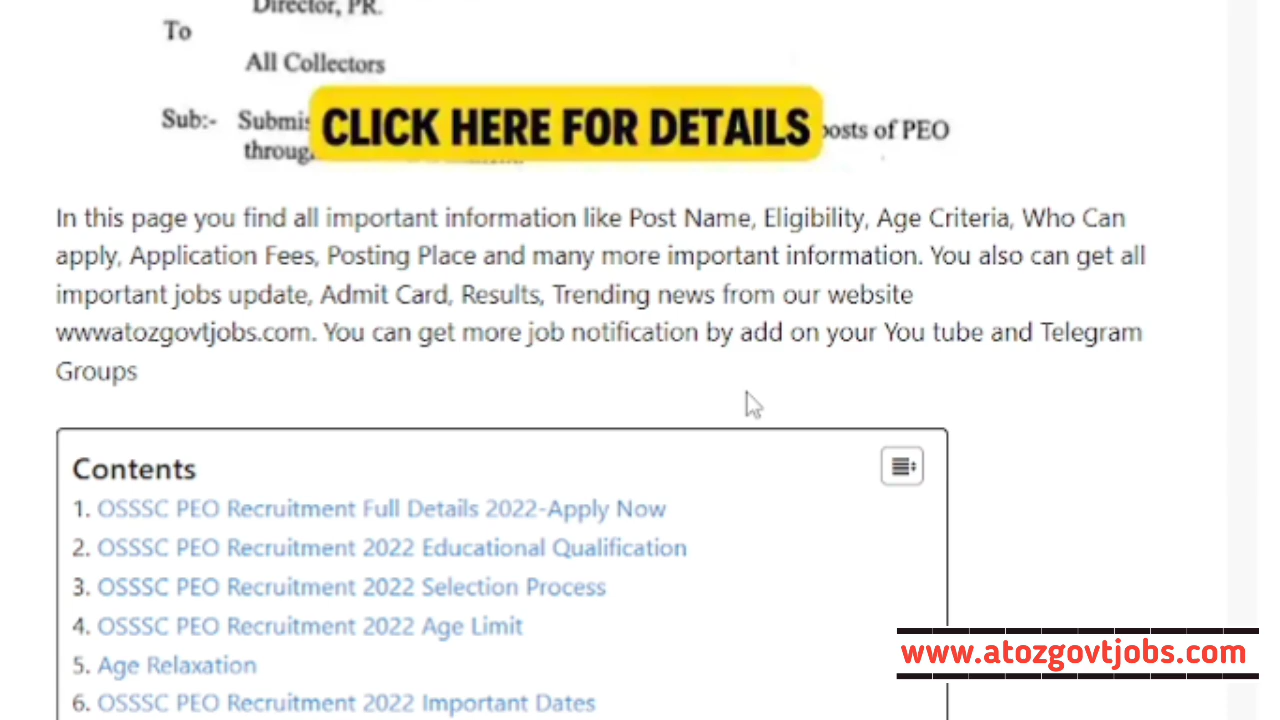 Director, PR.
To
All Collectors
Sub:- Submis
CLICK HERE FOR DETAILS
posts of PEO
throug
In this page you find all important information like Post Name, Eligibility, Age Criteria, Who Can
apply, Application Fees, Posting Place and many more important information. You also can get all
important jobs update, Admit Card, Results, Trending news from our website
wwwatozgovtjobs.com. You can get more job notification by add on your You tube and Telegram
Groups
Contents
1. OSSSC PEO Recruitment Full Details 2022-Apply Now
2. OSSSC PEO Recruitment 2022 Educational Qualification
3. OSSSC PEO Recruitment 2022 Selection Process
4. OSSSC PEO Recruitment 2022 Age Limit
5. Age Relaxation
6. OSSSC PEO Recruitment 2022 Important Dates
www.atozgovtjobs.com